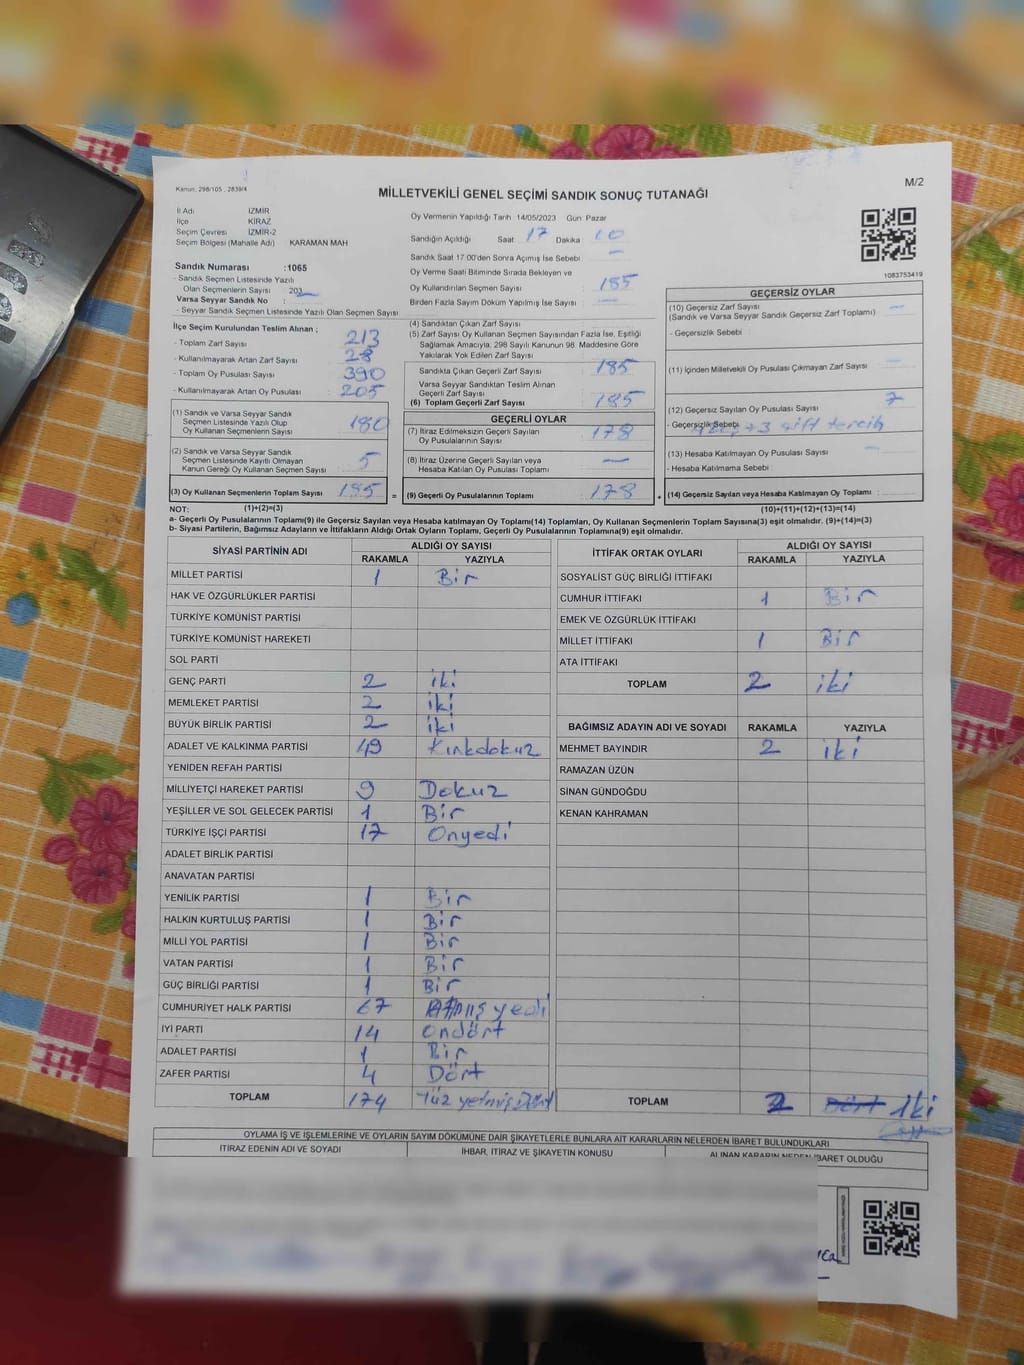 Kanun, 298/105 , 2839/4
M/2
MİLLETVEKİLİ GENEL SEÇİMİ SANDIK SONUÇ TUTANAĞI
İl Adı İZMİR
İlçe KİRAZ
Seçim Çevresi İZMİR-2
Seçim Bölgesi (Mahalle Adı) KARAMAN MAH
Sandık Numarası :1065
- Sandık Seçmen Listesinde Yazılı
Olan Seçmenlerin Sayısı 203
Varsa Seyyar Sandık No :
- Seyyar Sandık Seçmen Listesinde Yazılı Olan Seçmen Sayısı
İlçe Seçim Kurulundan Teslim Alınan ;
- Toplam Zarf Sayısı 213
- Kullanılmayarak Artan Zarf Sayısı 28
- Toplam Oy Pusulası Sayısı 390
- Kullanılmayarak Artan Oy Pusulası 205
(1) Sandık ve Varsa Seyyar Sandık
Seçmen Listesinde Yazılı Olup
Oy Kullanan Seçmenlerin Sayısı 180
(2) Sandık ve Varsa Seyyar Sandık
Seçmen Listesinde Kayıtlı Olmayan
Kanun Gereği Oy Kullanan Seçmen Sayısı 5
(3) Oy Kullanan Seçmenlerin Toplam Sayısı 185 =
Oy Vermenin Yapıldığı Tarih 14/05/2023 Gün: Pazar
Sandığın Açıldığı Saat: 17 Dakika : 10
Sandık Saat 17:00'den Sonra Açımış İse Sebebi —
Oy Verme Saati Bitiminde Sırada Bekleyen ve
Oy Kullandırılan Seçmen Sayısı : 185
Birden Fazla Sayım Döküm Yapılmış İse Sayısı : —
(4) Sandıktan Çıkan Zarf Sayısı
(5) Zarf Sayısı Oy Kullanan Seçmen Sayısından Fazla İse, Eşitliği
Sağlamak Amacıyla, 298 Sayılı Kanunun 98. Maddesine Göre
Yakılarak Yok Edilen Zarf Sayısı
Sandıkta Çıkan Geçerli Zarf Sayısı : 185
Varsa Seyyar Sandıktan Teslim Alınan
Geçerli Zarf Sayısı
(6) Toplam Geçerli Zarf Sayısı : 185
GEÇERLİ OYLAR
(7) İtiraz Edilmeksizin Geçerli Sayılan
Oy Pusulalarının Sayısı : 178
(8) İtiraz Üzerine Geçerli Sayılan veya
Hesaba Katılan Oy Pusulası Toplamı : —
(9) Geçerli Oy Pusulalarının Toplamı : 178 +
1083753419
GEÇERSİZ OYLAR
(10) Geçersiz Zarf Sayısı —
(Sandık ve Varsa Seyyar Sandık Geçersiz Zarf Toplamı) :
- Geçersizlik Sebebi :
(11) İçinden Milletvekili Oy Pusulası Çıkmayan Zarf Sayısı —
(12) Geçersiz Sayılan Oy Pusulası Sayısı 7
- Geçersizlik Sebebi +3 çift tercih
(13) Hesaba Katılmayan Oy Pusulası Sayısı —
- Hesaba Katılmama Sebebi :
(14) Geçersiz Sayılan veya Hesaba Katılmayan Oy Toplamı :
NOT: (1)+(2)=(3) (10)+(11)+(12)+(13)=(14)
a- Geçerli Oy Pusulalarının Toplamı(9) ile Geçersiz Sayılan veya Hesaba katılmayan Oy Toplamı(14) Toplamları, Oy Kullanan Seçmenlerin Toplam Sayısına(3) eşit olmalıdır. (9)+(14)=(3)
b- Siyasi Partilerin, Bağımsız Adayların ve İttifakların Aldığı Ortak Oyların Toplamı, Geçerli Oy Pusulalarının Toplamına(9) eşit olmalıdır.
SİYASİ PARTİNİN ADI ALDIĞI OY SAYISI
RAKAMLA YAZIYLA
MİLLET PARTİSİ 1 Bir
HAK VE ÖZGÜRLÜKLER PARTİSİ
TÜRKİYE KOMÜNİST PARTİSİ
TÜRKİYE KOMÜNİST HAREKETİ
SOL PARTİ
GENÇ PARTİ 2 iki
MEMLEKET PARTİSİ 2 iki
BÜYÜK BİRLİK PARTİSİ 2 iki
ADALET VE KALKINMA PARTİSİ 49 Kırkdokuz
YENİDEN REFAH PARTİSİ
MİLLİYETÇİ HAREKET PARTİSİ 9 Dokuz
YEŞİLLER VE SOL GELECEK PARTİSİ 1 Bir
TÜRKİYE İŞÇİ PARTİSİ 17 Onyedi
ADALET BİRLİK PARTİSİ
ANAVATAN PARTİSİ
YENİLİK PARTİSİ 1 Bir
HALKIN KURTULUŞ PARTİSİ 1 Bir
MİLLİ YOL PARTİSİ 1 Bir
VATAN PARTİSİ 1 Bir
GÜÇ BİRLİĞİ PARTİSİ 1 Bir
CUMHURİYET HALK PARTİSİ 67 Atmış yedi
İYİ PARTİ 14 Ondört
ADALET PARTİSİ 1 Bir
ZAFER PARTİSİ 4 Dört
TOPLAM 174 Yüz yetmiş Dört
İTTİFAK ORTAK OYLARI ALDIĞI OY SAYISI
RAKAMLA YAZIYLA
SOSYALİST GÜÇ BİRLİĞİ İTTİFAKI
CUMHUR İTTİFAKI 1 Bir
EMEK VE ÖZGÜRLÜK İTTİFAKI
MİLLET İTTİFAKI 1 Bir
ATA İTTİFAKI
TOPLAM 2 iki
BAĞIMSIZ ADAYIN ADI VE SOYADI RAKAMLA YAZIYLA
MEHMET BAYINDIR 2 iki
RAMAZAN ÜZÜN
SİNAN GÜNDOĞDU
KENAN KAHRAMAN
TOPLAM 2 Dört iki
OYLAMA İŞ VE İŞLEMLERİNE VE OYLARIN SAYIM DÖKÜMÜNE DAİR ŞİKAYETLERLE BUNLARA AİT KARARLARIN NELERDEN İBARET BULUNDUKLARI
İTİRAZ EDENİN ADI VE SOYADI İHBAR, İTİRAZ VE ŞİKAYETİN KONUSU ALINAN KARARIN NEDEN İBARET OLDUĞU